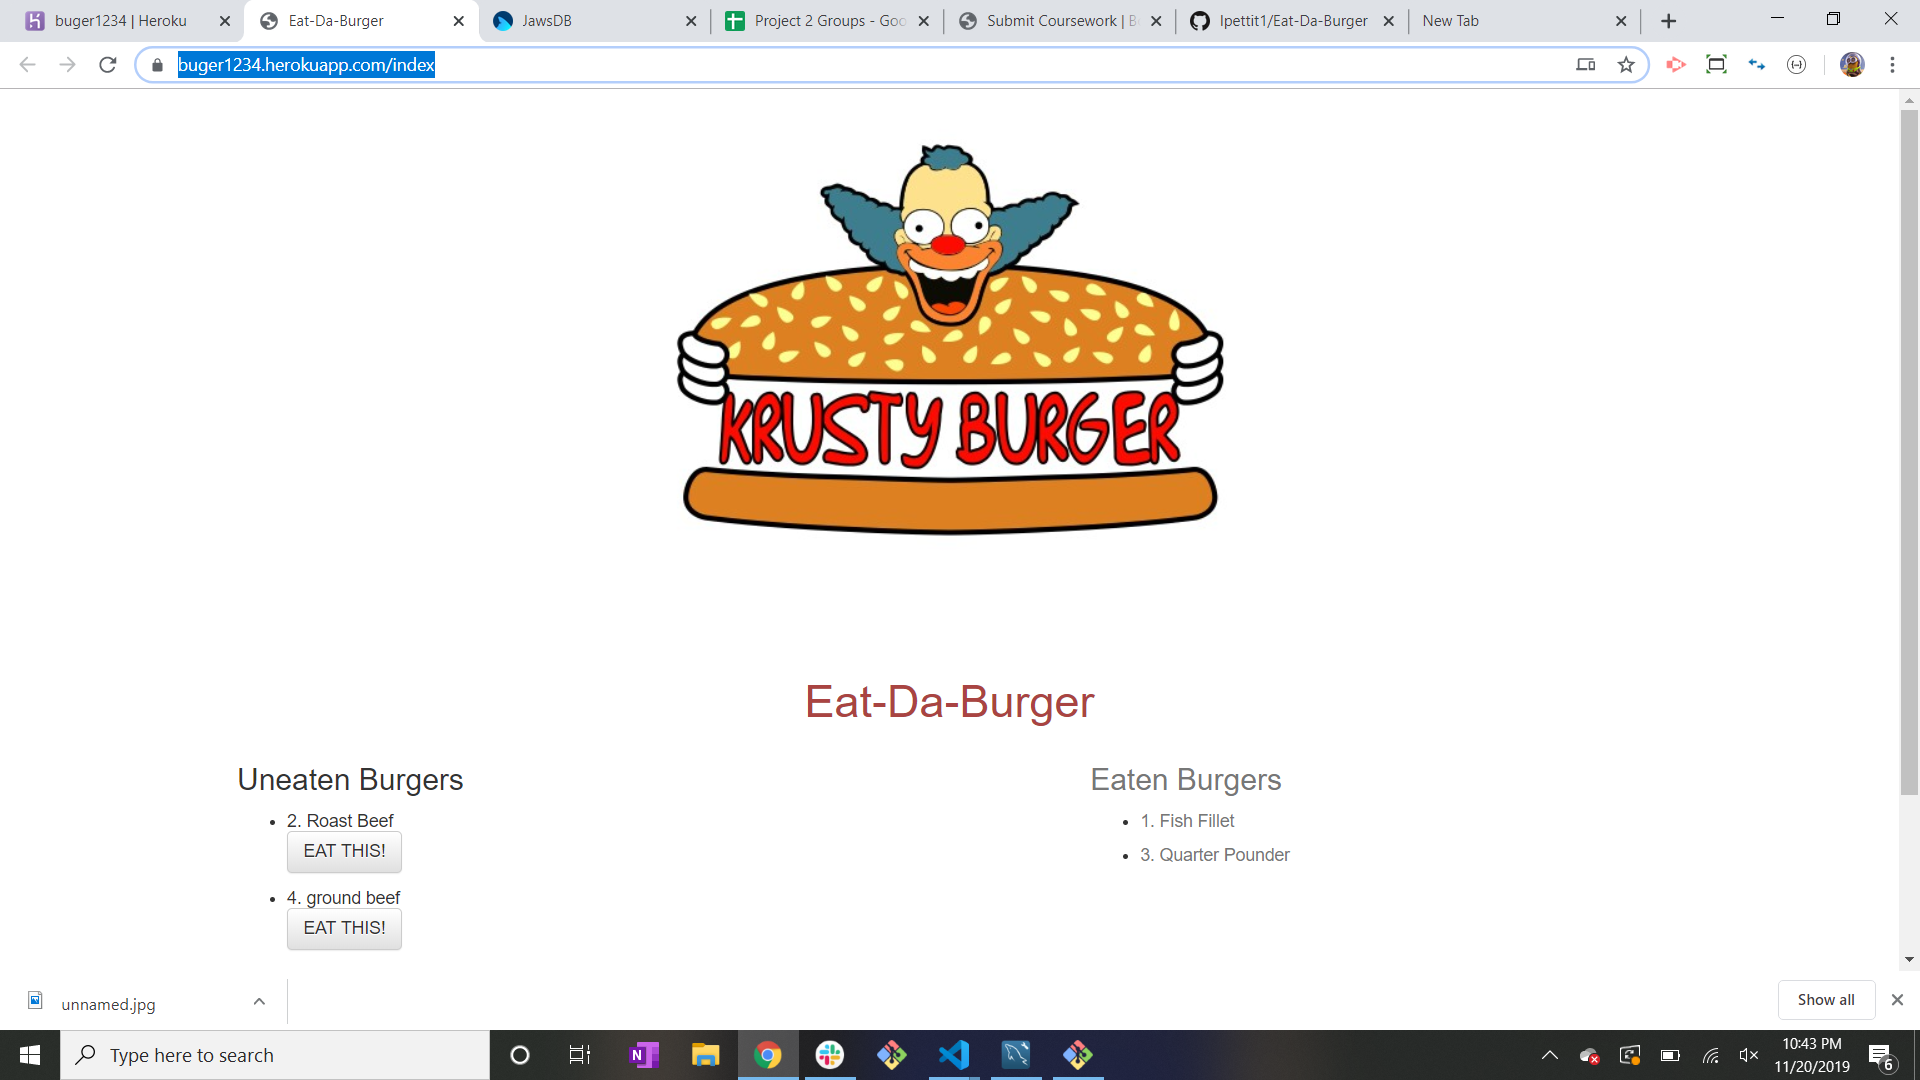 buger1234 | Heroku
Eat-Da-Burger
JawsDB
Project 2 Groups - Goo
Submit Coursework | B
lpettit1/Eat-Da-Burger
New Tab
buger1234.herokuapp.com/index
KRUSTY BURGER
Eat-Da-Burger
Uneaten Burgers
2. Roast Beef
EAT THIS!
4. ground beef
EAT THIS!
Eaten Burgers
1. Fish Fillet
3. Quarter Pounder
unnamed.jpg
Show all
Type here to search
10:43 PM
11/20/2019
6